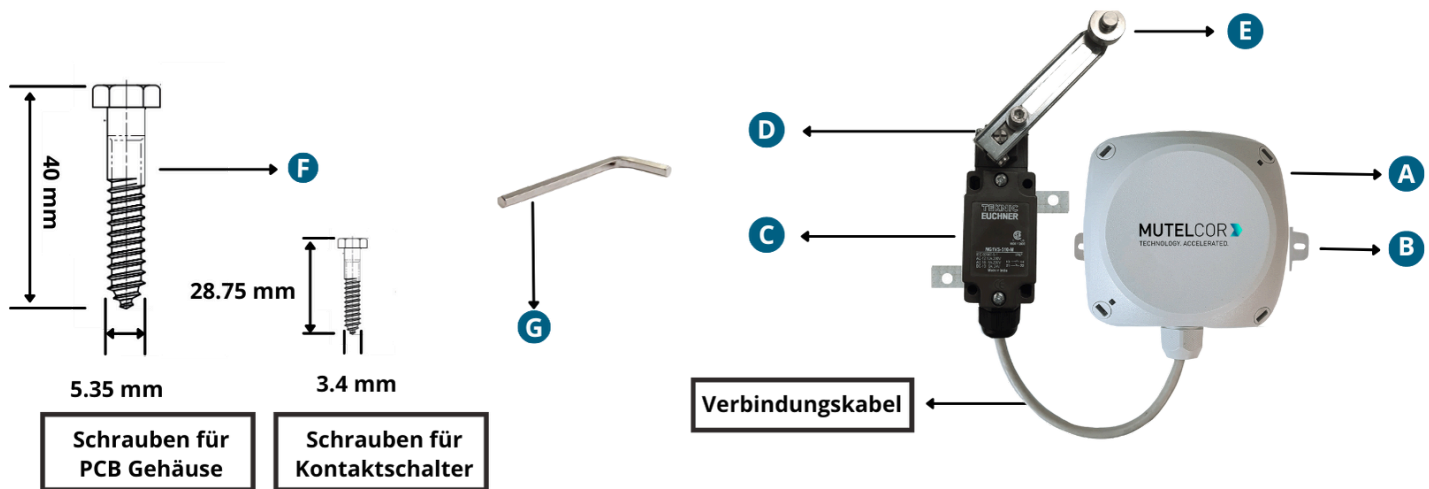 40 mm
F
28.75 mm
5.35 mm
3.4 mm
Schrauben für
PCB Gehäuse
Schrauben für
Kontaktschalter
G
E
D
A
C
B
TEKNIC
EUCHNER
MUTELCOR
TECHNOLOGY. ACCELERATED.
Verbindungskabel